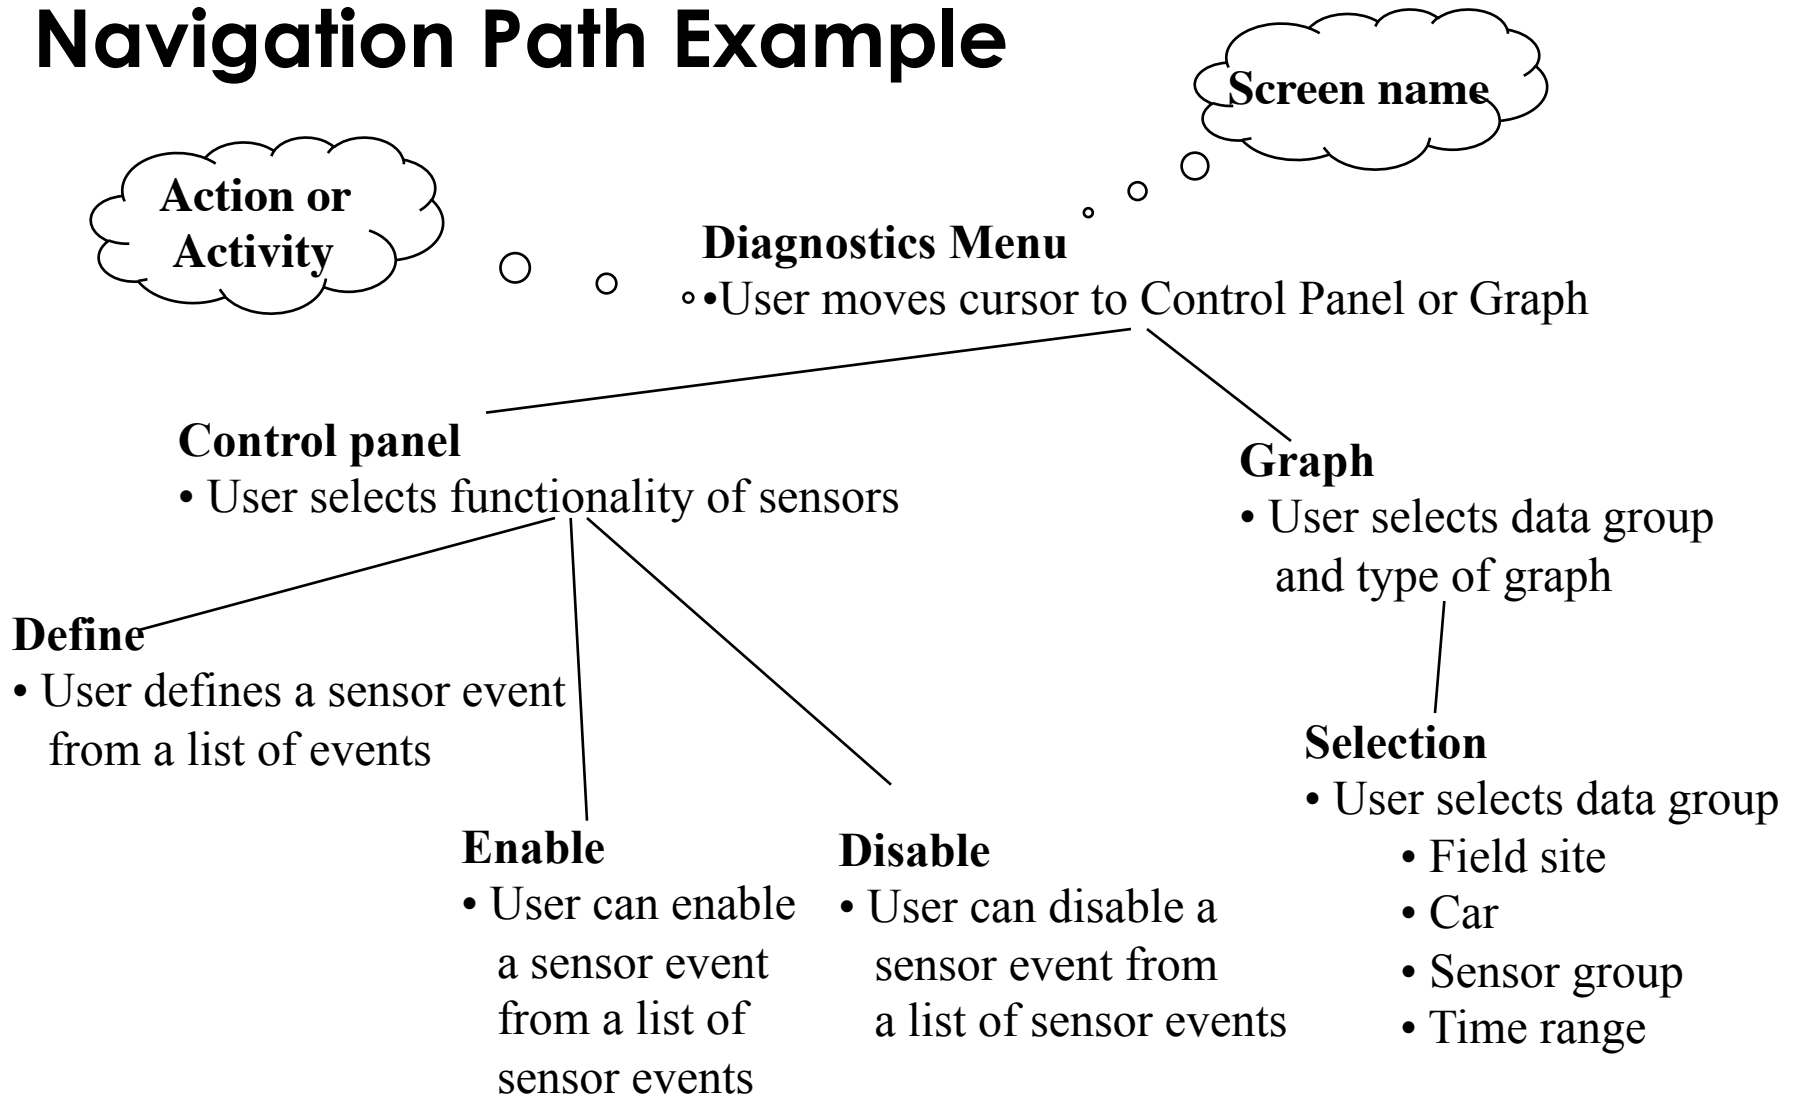 Navigation Path Example
Screen name
Action or
Activity
Diagnostics Menu
•User moves cursor to Control Panel or Graph
Control panel
• User selects functionality of sensors
Graph
• User selects data group
and type of graph
Define
• User defines a sensor event
from a list of events
Enable
• User can enable
a sensor event
from a list of
sensor events
Disable
• User can disable a
sensor event from
a list of sensor events
Selection
• User selects data group
• Field site
• Car
• Sensor group
• Time range